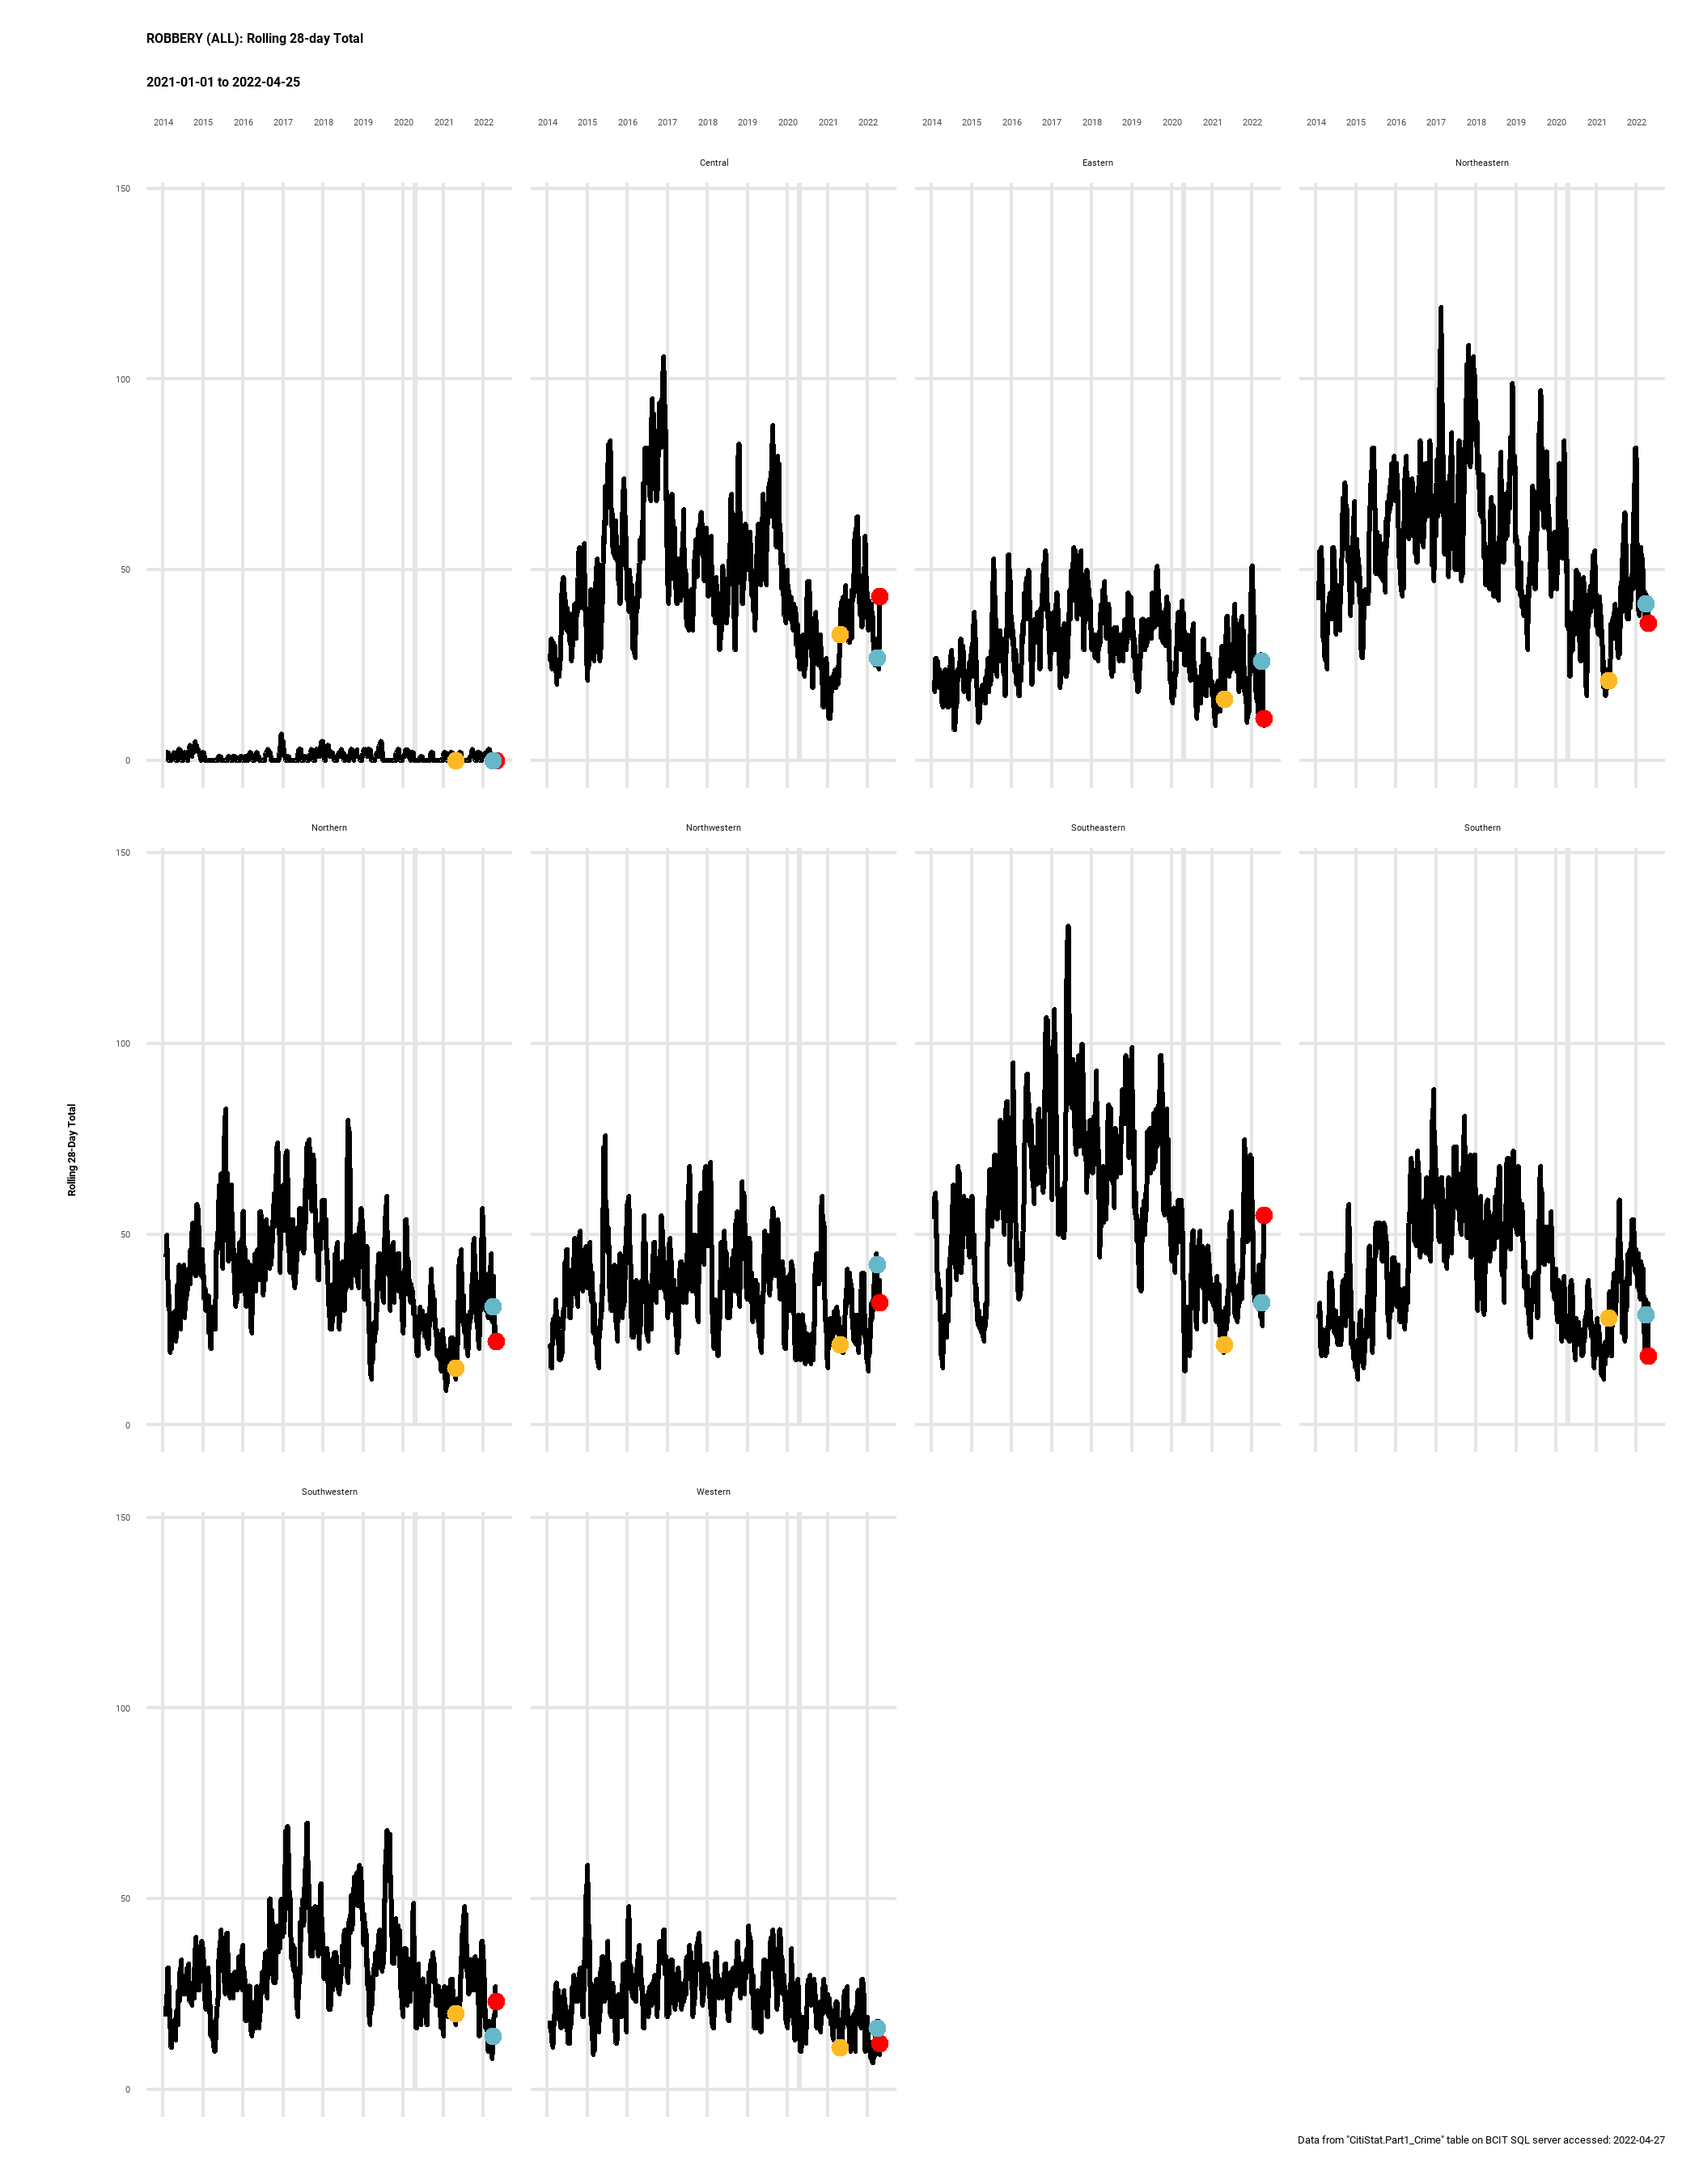 ROBBERY (ALL): Rolling 28-day Total
2021-01-01 to 2022-04-25
2014 2015 2016 2017 2018 2019 2020 2021 2022 2014 2015 2016 2017 2018 2019 2020 2021 2022 2014 2015 2016 2017 2018 2019 2020 2021 2022 2014 2015 2016 2017 2018 2019 2020 2021 2022
Central Eastern Northeastern
150
100
50
0
Northern Northwestern Southeastern Southern
150
100
50
0
Rolling 28-Day Total
Southwestern Western
150
100
50
0
Data from "CitiStat.Part1_Crime" table on BCIT SQL server accessed: 2022-04-27